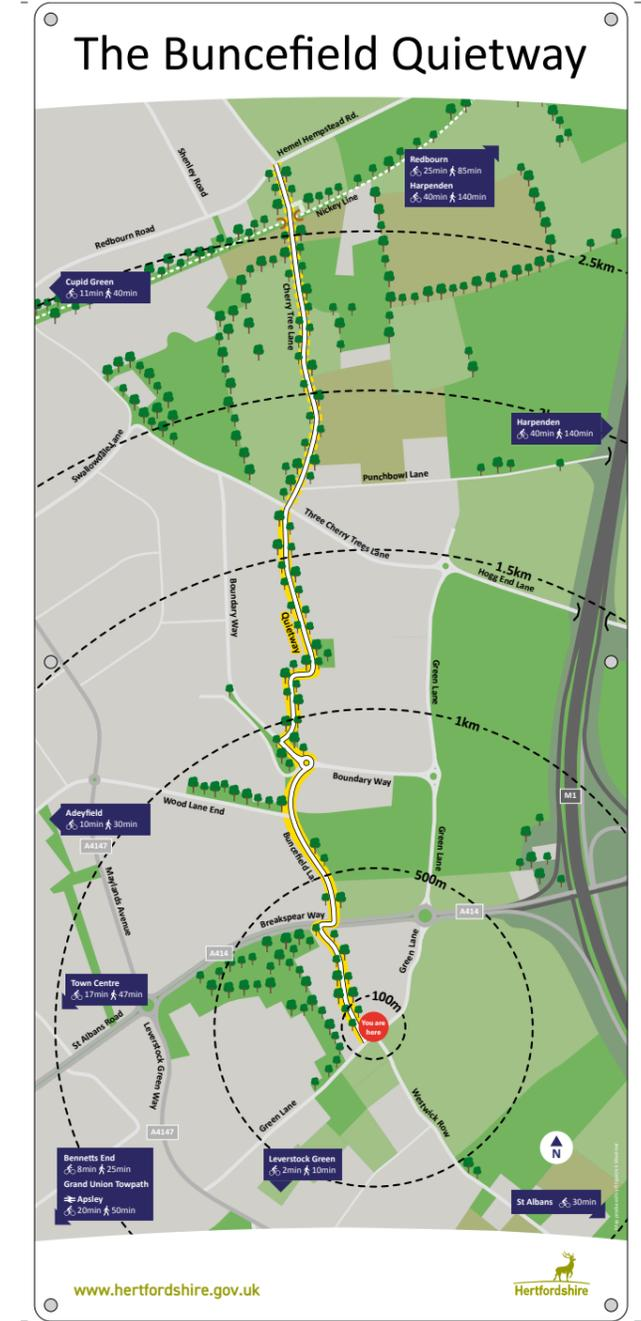 The Buncefield Quietway
Hemel Hempstead Rd.
Shenley Road
Redbourn
25min 85min
Harpenden
40min 140min
Nickey Line
Redbourn Road
2.5km
Cupid Green
11min 40min
Cherry Tree Lane
Harpenden
40min 140min
Swallowdale Lane
Punchbowl Lane
Three Cherry Trees Lane
1.5km
Hogg End Lane
Boundary Way
Quietway
Green Lane
1km
Boundary Way
M1
Wood Lane End
Adeyfield
10min 30min
A4147
Buncefield La
Green Lane
Maylands Avenue
500m
A414
Breakspear Way
A414
Green Lane
Town Centre
17min 47min
100m
You are
here
St Albans Road
Leverstock Green Way
Green Lane
Westwick Row
A4147
N
Bennetts End
8min 25min
Grand Union Towpath
Apsley
20min 50min
Leverstock Green
2min 10min
St Albans 30min
www.hertfordshire.gov.uk
Hertfordshire